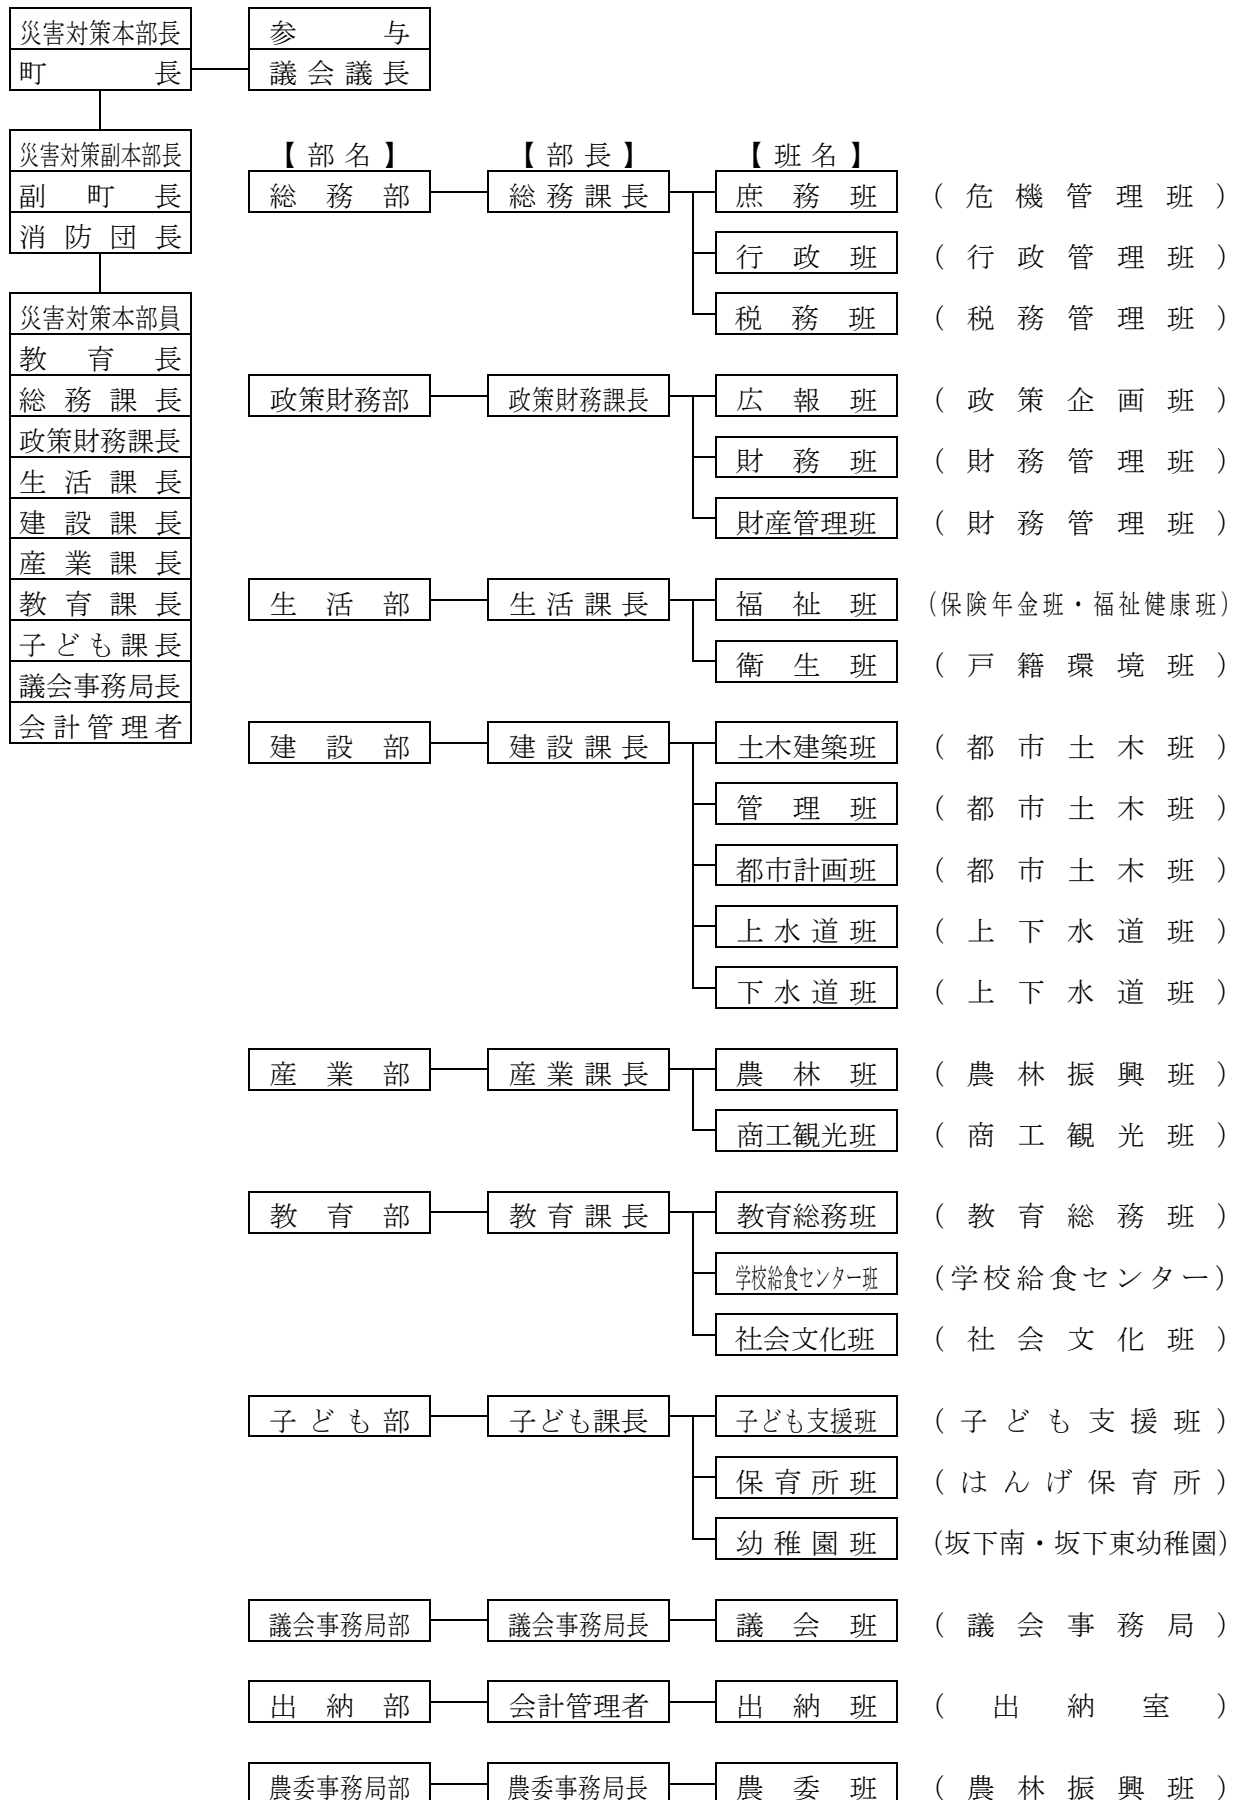 災害対策本部長 参与
町長 議会議長
災害対策副本部長 【部名】 【部長】 【班名】
副町長 総務部 総務課長 庶務班 (危機管理班)
消防団長 行政班 (行政管理班)
災害対策本部員 税務班 (税務管理班)
教育長
総務課長 政策財務部 政策財務課長 広報班 (政策企画班)
政策財務課長
生活課長 財務班 (財務管理班)
建設課長 財産管理班 (財務管理班)
産業課長
教育課長 生活部 生活課長 福祉班 (保険年金班・福祉健康班)
子ども課長
議会事務局長 衛生班 (戸籍環境班)
会計管理者
建設部 建設課長 土木建築班 (都市土木班)
管理班 (都市土木班)
都市計画班 (都市土木班)
上水道班 (上下水道班)
下水道班 (上下水道班)
産業部 産業課長 農林班 (農林振興班)
商工観光班 (商工観光班)
教育部 教育課長 教育総務班 (教育総務班)
学校給食センター班 (学校給食センター)
社会文化班 (社会文化班)
子ども部 子ども課長 子ども支援班 (子ども支援班)
保育所班 (はんげ保育所)
幼稚園班 (坂下南・坂下東幼稚園)
議会事務局部 議会事務局長 議会班 (議会事務局)
出納部 会計管理者 出納班 (出納室)
農委事務局部 農委事務局長 農委班 (農林振興班)